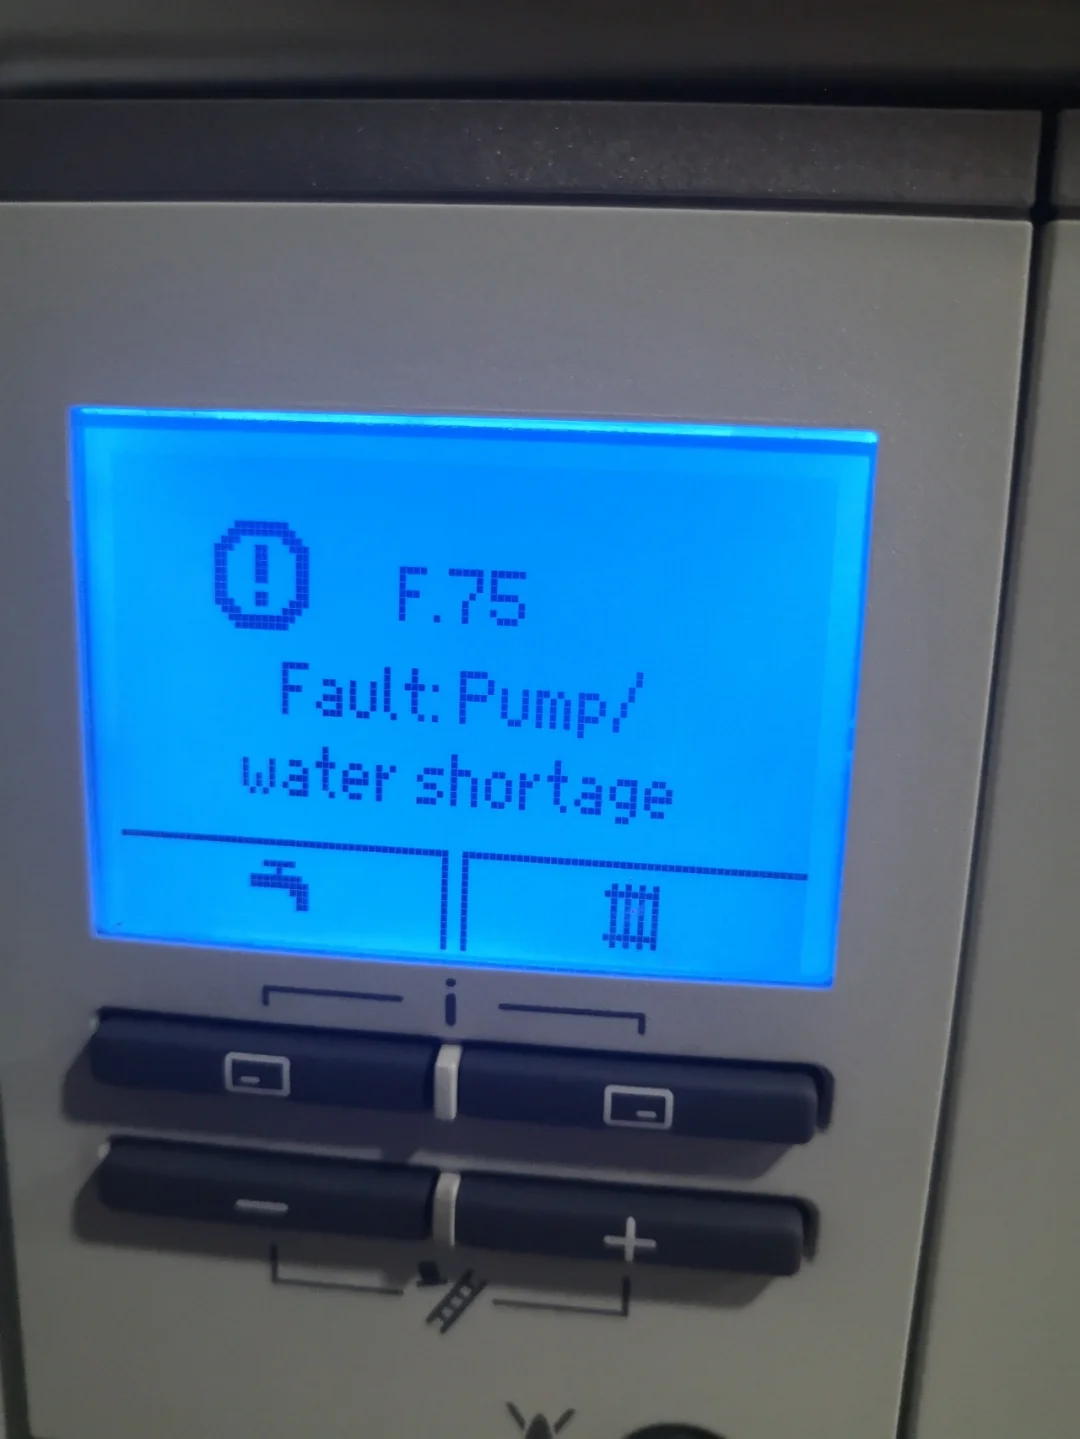 F.75
Fault: Pump/
water shortage
i
- +